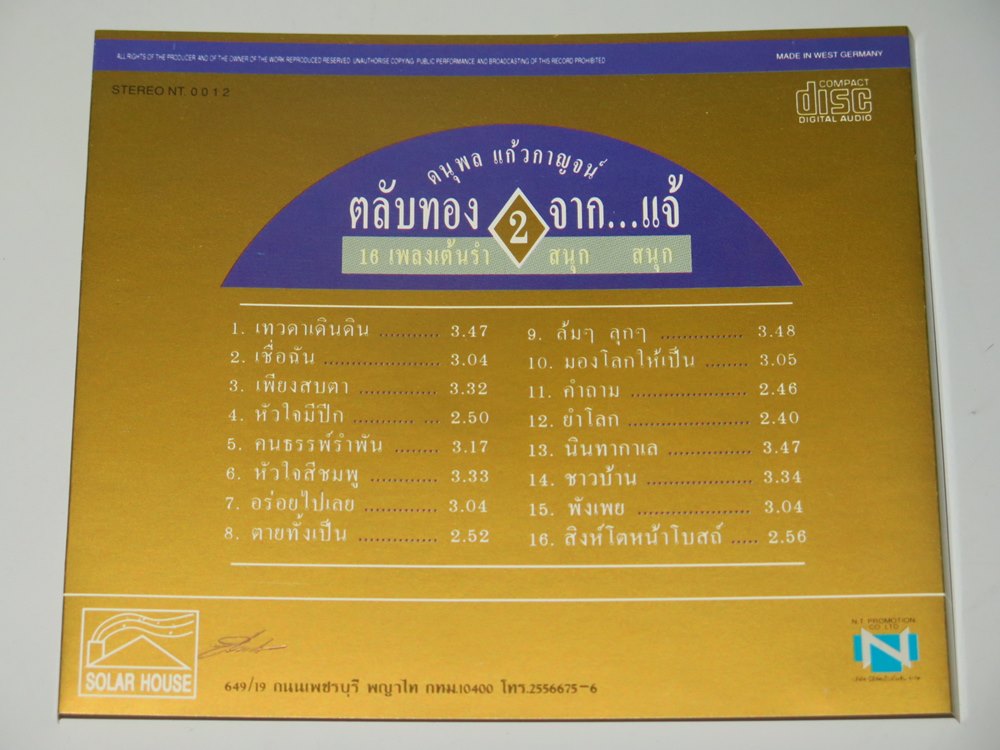 ALL RIGHTS OF THE PRODUCER AND OF THE OWNER OF THE WORK REPRODUCED RESERVED UNAUTHORISE COPYING PUBLIC PERFORMANCE AND BROADCASTING OF THIS RECORD PROHIBITED
MADE IN WEST GERMANY
STEREO NT. 0 0 1 2
COMPACT
disc
DIGITAL AUDIO
ดนุพล แก้วกาญจน์
ตลับทอง 2 จาก...แจ้
16 เพลงเต้นรำ สนุก สนุก
1. เทวดาเดินดิน ........... 3.47
2. เชื่อฉัน ............... 3.04
3. เพียงสบตา ............. 3.32
4. หัวใจมีปีก ........... ... 2.50
5. คนธรรพ์รำพัน ........ 3.17
6. หัวใจสีชมพู ............. 3.33
7. อร่อยไปเลย ............. 3.04
8. ตายทั้งเป็น .............. 2.52
9. ล้มๆ ลุกๆ ............... 3.48
10. มองโลกให้เป็น ........ 3.05
11. คำถาม ..................... 2.46
12. ยำโลก ..................... 2.40
13. นินทากาเล ............... 3.47
14. ชาวบ้าน ................... 3.34
15. พังเพย .................... 3.04
16. สิงห์โตหน้าโบสถ์ ..... 2.56
SOLAR HOUSE
649/19 ถนนเพชรบุรี พญาไท กทม.10400 โทร.2556675-6
N.T. PROMOTION
CO.,LTD.
N